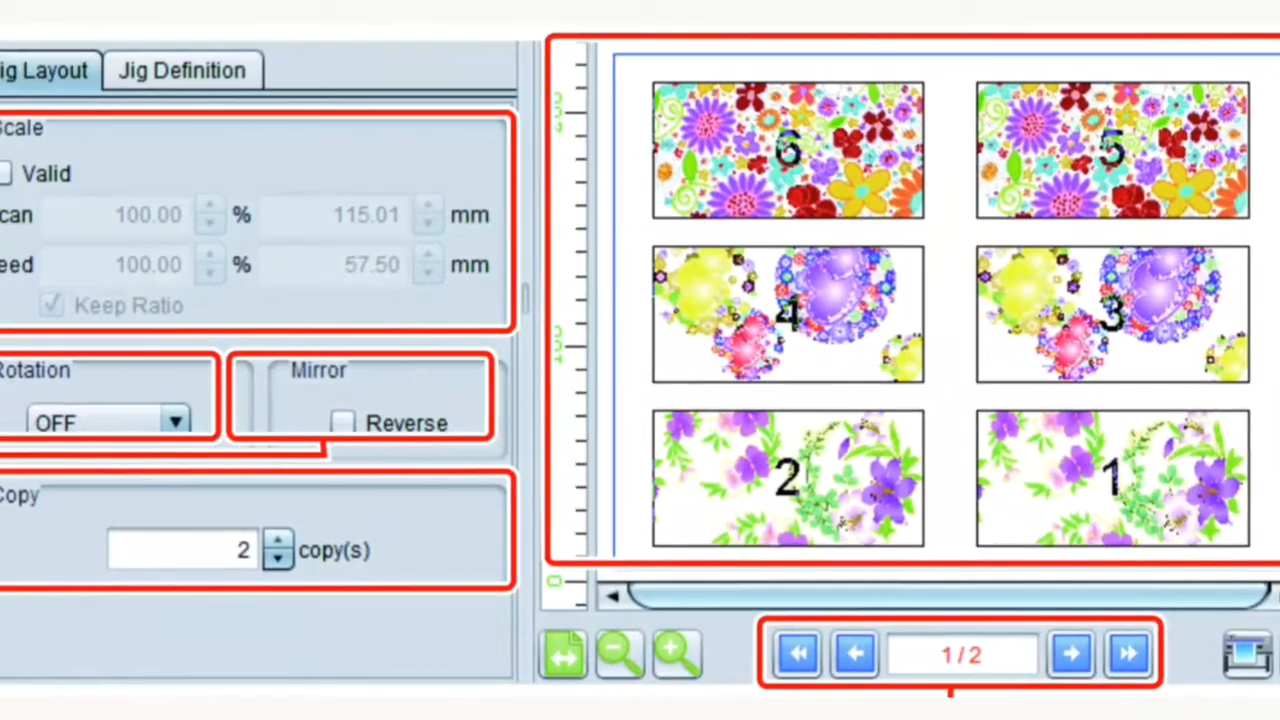 ig Layout
Jig Definition
Scale
Valid
can 100.00 % 115.01 mm
eed 100.00 % 57.50 mm
Keep Ratio
Rotation
OFF
Mirror
Reverse
Copy
2 copy(s)
6 5
4 3
2 1
0
1 / 2